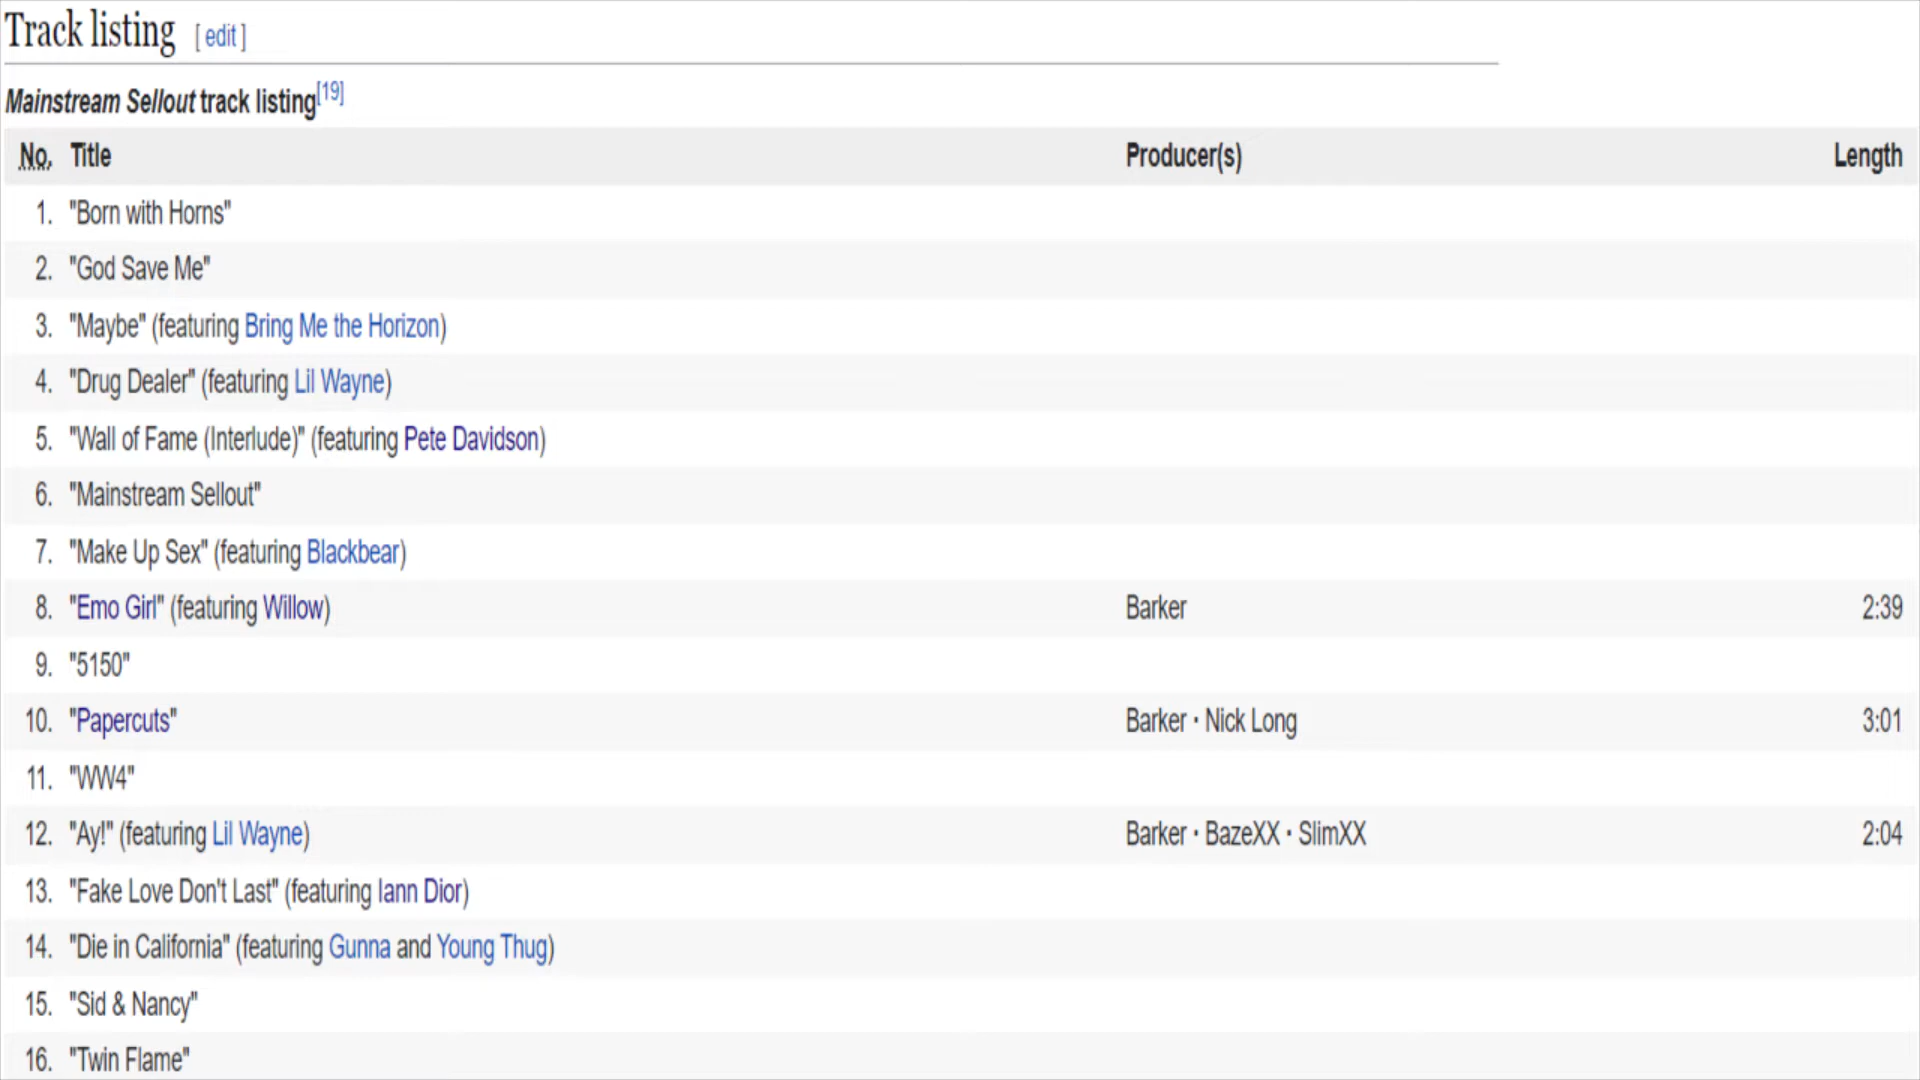 Track listing [ edit ]
Mainstream Sellout track listing[19]
No. Title Producer(s) Length
1. "Born with Horns"
2. "God Save Me"
3. "Maybe" (featuring Bring Me the Horizon)
4. "Drug Dealer" (featuring Lil Wayne)
5. "Wall of Fame (Interlude)" (featuring Pete Davidson)
6. "Mainstream Sellout"
7. "Make Up Sex" (featuring Blackbear)
8. "Emo Girl" (featuring Willow) Barker 2:39
9. "5150"
10. "Papercuts" Barker · Nick Long 3:01
11. "WW4"
12. "Ay!" (featuring Lil Wayne) Barker · BazeXX · SlimXX 2:04
13. "Fake Love Don't Last" (featuring Iann Dior)
14. "Die in California" (featuring Gunna and Young Thug)
15. "Sid & Nancy"
16. "Twin Flame"